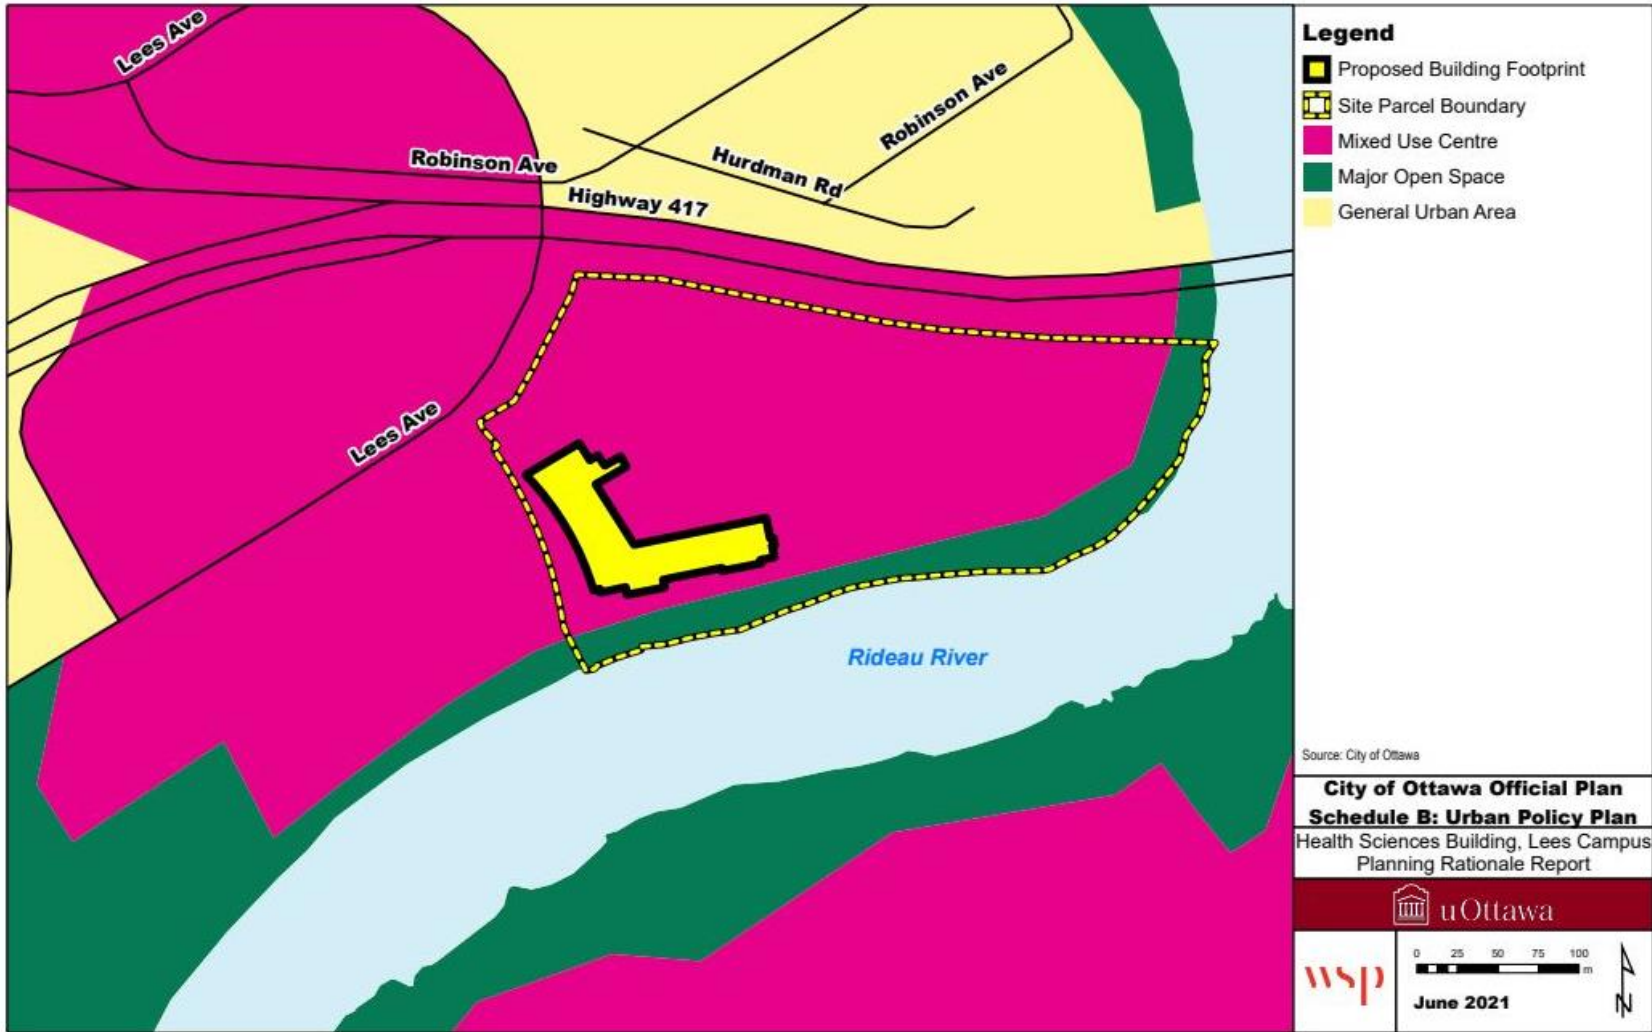 Lees Ave
Robinson Ave
Robinson Ave
Hurdman Rd
Highway 417
Lees Ave
Rideau River
Legend
Proposed Building Footprint
Site Parcel Boundary
Mixed Use Centre
Major Open Space
General Urban Area
Source: City of Ottawa
City of Ottawa Official Plan
Schedule B: Urban Policy Plan
Health Sciences Building, Lees Campus
Planning Rationale Report
uOttawa
wsp
0 25 50 75 100
m
June 2021
N